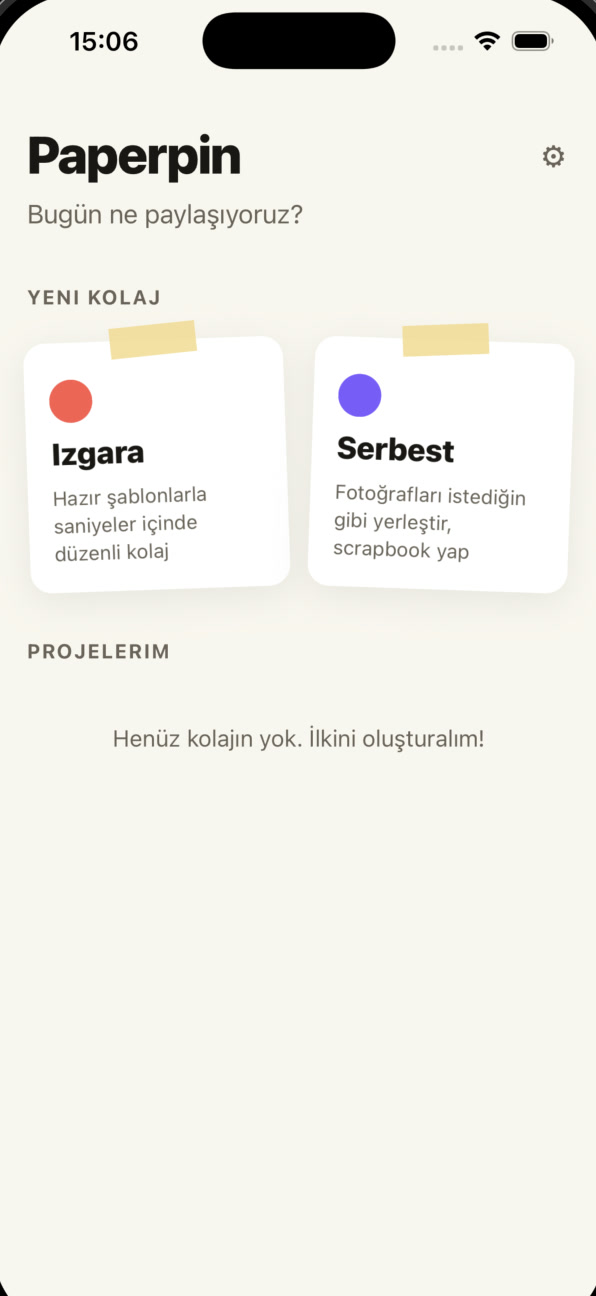 15:06
Paperpin
Bugün ne paylaşıyoruz?
YENI KOLAJ
Izgara
Hazır şablonlarla
saniyeler içinde
düzenli kolaj
Serbest
Fotoğrafları istediğin
gibi yerleştir,
scrapbook yap
PROJELERIM
Henüz kolajın yok. İlkini oluşturalım!